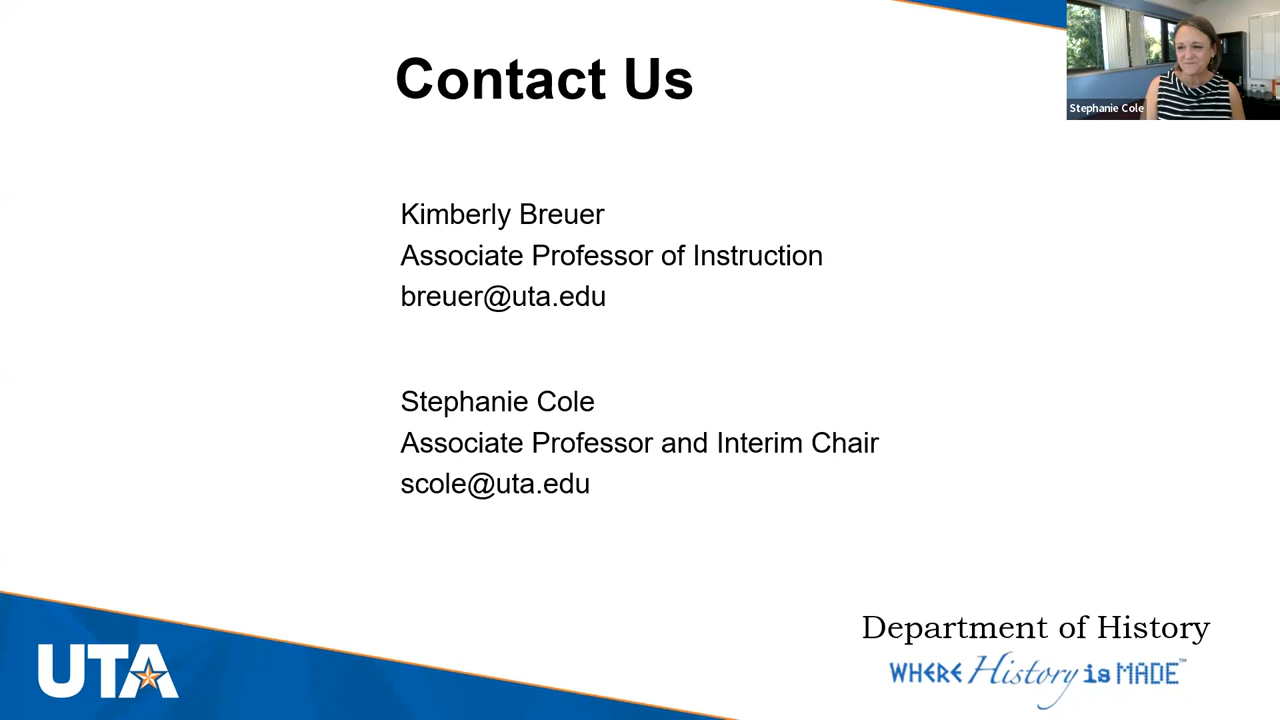 Contact Us
Stephanie Cole
Kimberly Breuer
Associate Professor of Instruction
breuer@uta.edu
Stephanie Cole
Associate Professor and Interim Chair
scole@uta.edu
UTA
Department of History
WHERE History is MADE™